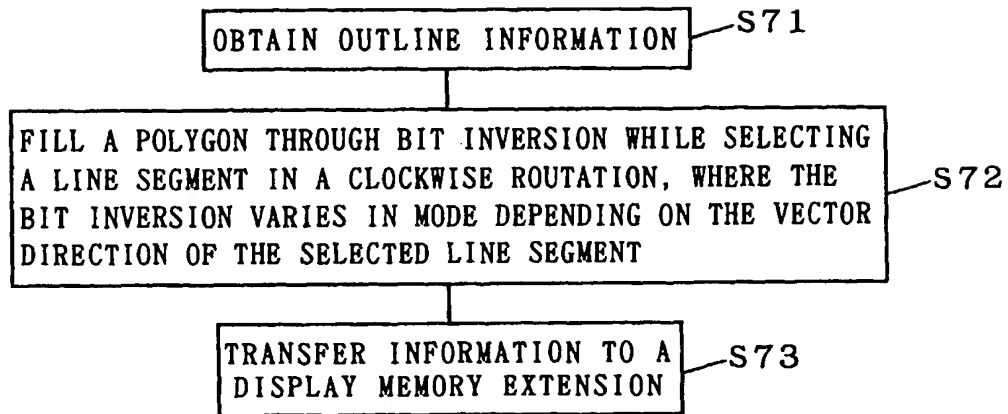 OBTAIN OUTLINE INFORMATION
S71
FILL A POLYGON THROUGH BIT INVERSION WHILE SELECTING
A LINE SEGMENT IN A CLOCKWISE ROUTATION, WHERE THE
BIT INVERSION VARIES IN MODE DEPENDING ON THE VECTOR
DIRECTION OF THE SELECTED LINE SEGMENT
S72
TRANSFER INFORMATION TO A
DISPLAY MEMORY EXTENSION
S73